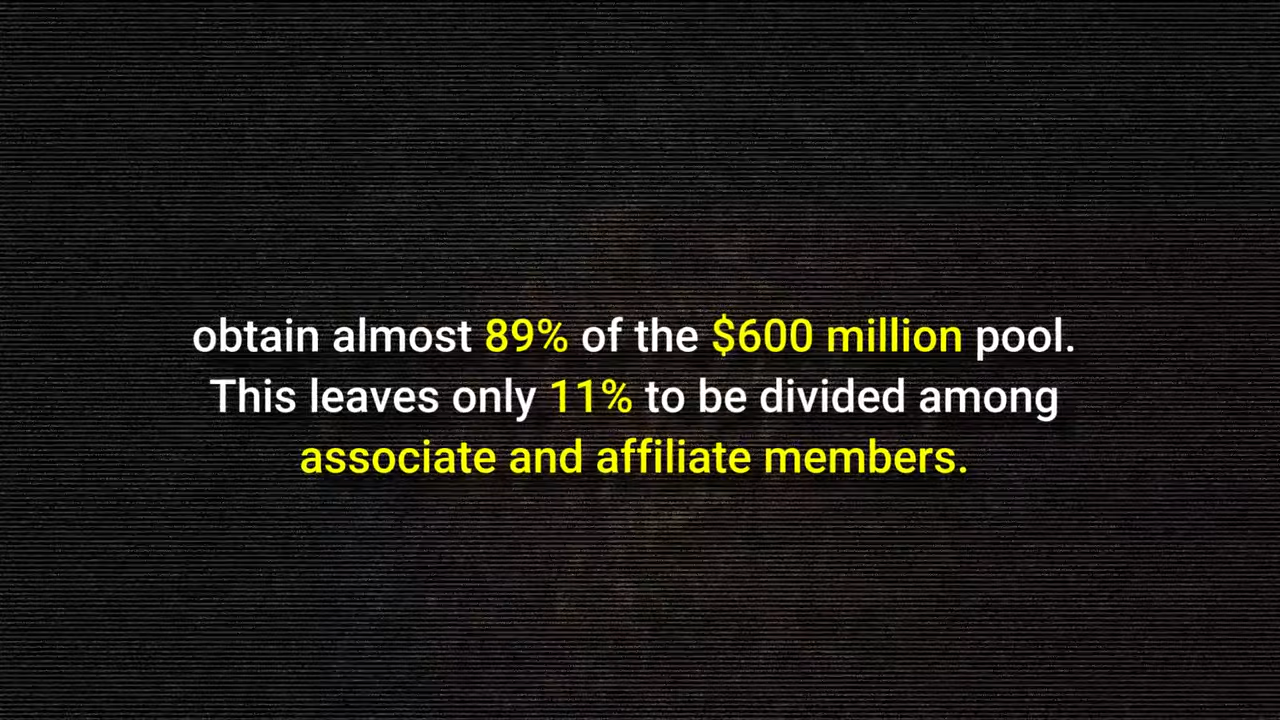 obtain almost 89% of the $600 million pool.
This leaves only 11% to be divided among
associate and affiliate members.